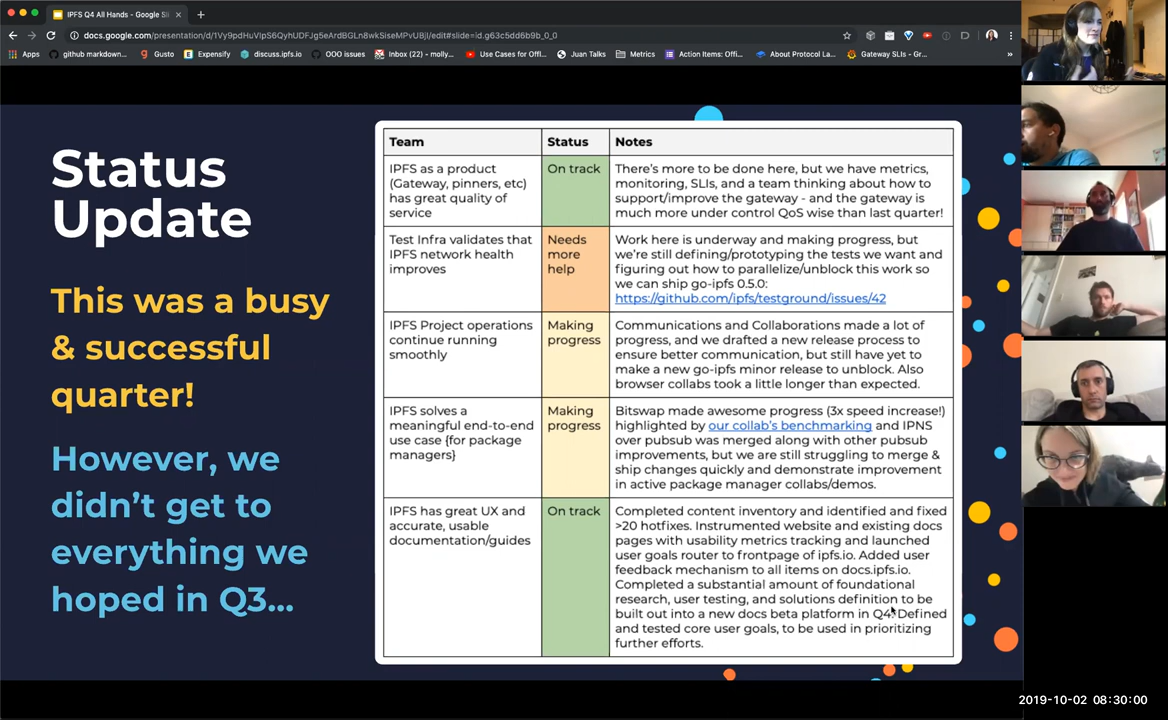 IPFS Q4 All Hands - Google Sli
docs.google.com/presentation/d/1Vy9pdHuVlpS6QyhUDFJg5eArdBGLn8wkSiseMPvUBjI/edit#slide=id.g63c5dd6b9b_0_0
Apps
github markdown...
Gusto
Expensify
discuss.ipfs.io
OOO issues
Inbox (22) - molly...
Use Cases for Offl...
Juan Talks
Metrics
Action Items: Offi...
About Protocol La...
Gateway SLIs - Gr...
Status
Update
This was a busy
& successful
quarter!
However, we
didn't get to
everything we
hoped in Q3...
Team
Status
Notes
IPFS as a product
(Gateway, pinners, etc)
has great quality of
service
On track
There's more to be done here, but we have metrics,
monitoring, SLIs, and a team thinking about how to
support/improve the gateway - and the gateway is
much more under control QoS wise than last quarter!
Test Infra validates that
IPFS network health
improves
Needs
more
help
Work here is underway and making progress, but
we're still defining/prototyping the tests we want and
figuring out how to parallelize/unblock this work so
we can ship go-ipfs 0.5.0:
https://github.com/ipfs/testground/issues/42
IPFS Project operations
continue running
smoothly
Making
progress
Communications and Collaborations made a lot of
progress, and we drafted a new release process to
ensure better communication, but still have yet to
make a new go-ipfs minor release to unblock. Also
browser collabs took a little longer than expected.
IPFS solves a
meaningful end-to-end
use case {for package
managers}
Making
progress
Bitswap made awesome progress (3x speed increase!)
highlighted by our collab's benchmarking and IPNS
over pubsub was merged along with other pubsub
improvements, but we are still struggling to merge &
ship changes quickly and demonstrate improvement
in active package manager collabs/demos.
IPFS has great UX and
accurate, usable
documentation/guides
On track
Completed content inventory and identified and fixed
>20 hotfixes. Instrumented website and existing docs
pages with usability metrics tracking and launched
user goals router to frontpage of ipfs.io. Added user
feedback mechanism to all items on docs.ipfs.io.
Completed a substantial amount of foundational
research, user testing, and solutions definition to be
built out into a new docs beta platform in Q4. Defined
and tested core user goals, to be used in prioritizing
further efforts.
2019-10-02 08:30:00